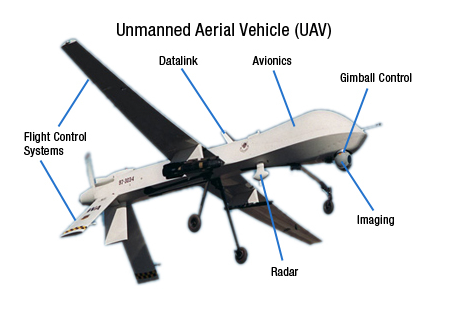 Unmanned Aerial Vehicle (UAV)
Datalink
Avionics
Gimball Control
Flight Control
Systems
Imaging
Radar